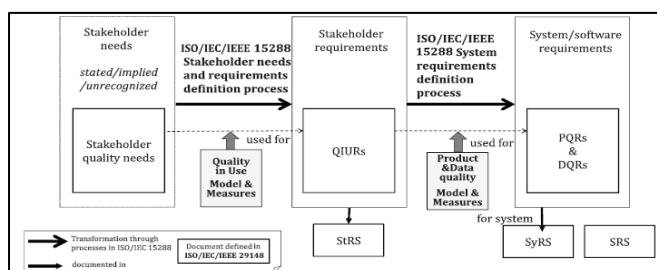 Stakeholder
needs
stated/implied
/unrecognized
Stakeholder
quality needs
ISO/IEC/IEEE 15288
Stakeholder needs
and requirements
definition process
used for
Quality
in Use
Model & Measures
Stakeholder
requirements
QIURs
StRS
ISO/IEC/IEEE
15288 System
requirements
definition
process
used for
Product
&Data
quality
Model &
Measures
System/software
requirements
PQRs
&
DQRs
for system
SyRS
SRS
Transformation through
processes in ISO/IEC 15288
documented in
Document defined in
ISO/IEC/IEEE 29148